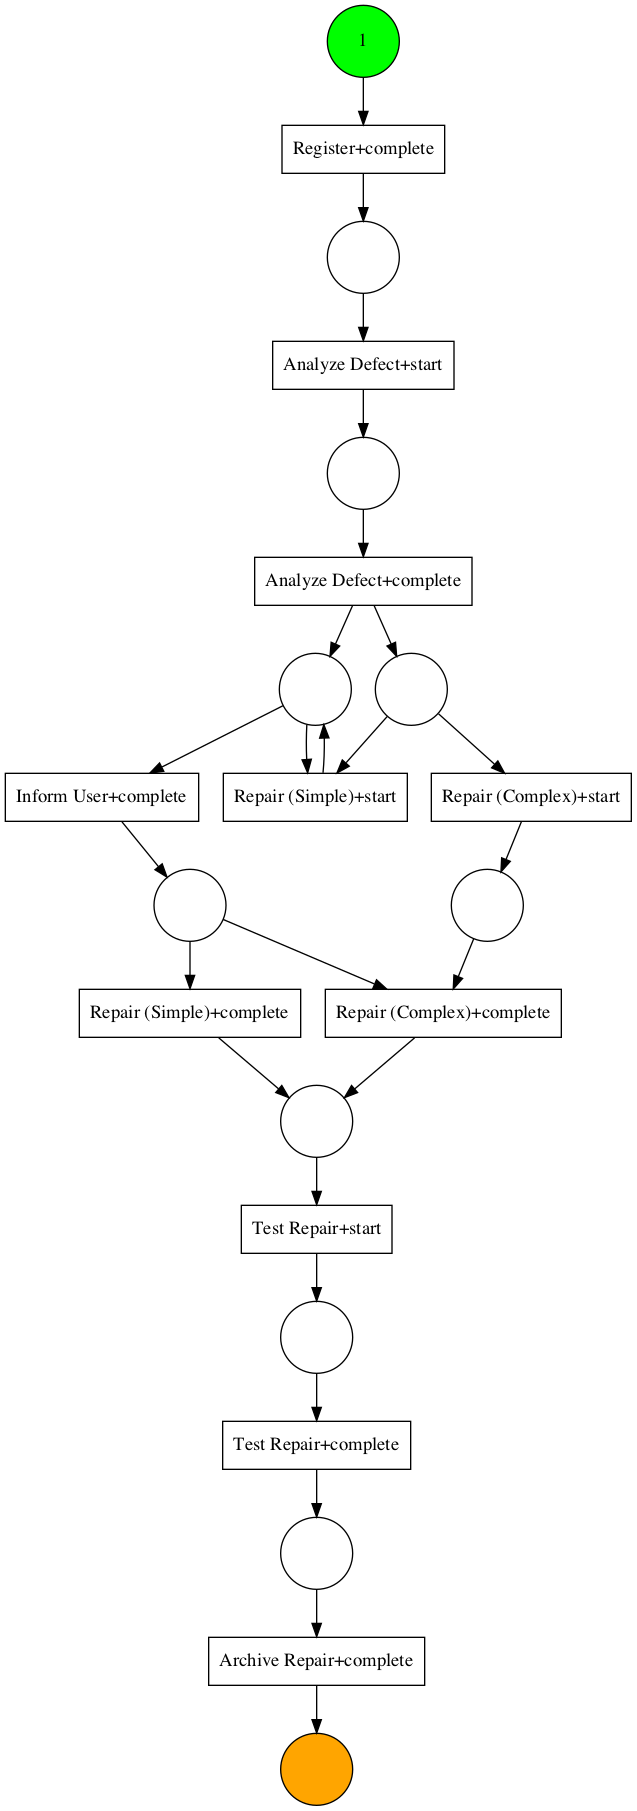 1
Register+complete
Analyze Defect+start
Analyze Defect+complete
Inform User+complete
Repair (Simple)+start
Repair (Complex)+start
Repair (Simple)+complete
Repair (Complex)+complete
Test Repair+start
Test Repair+complete
Archive Repair+complete